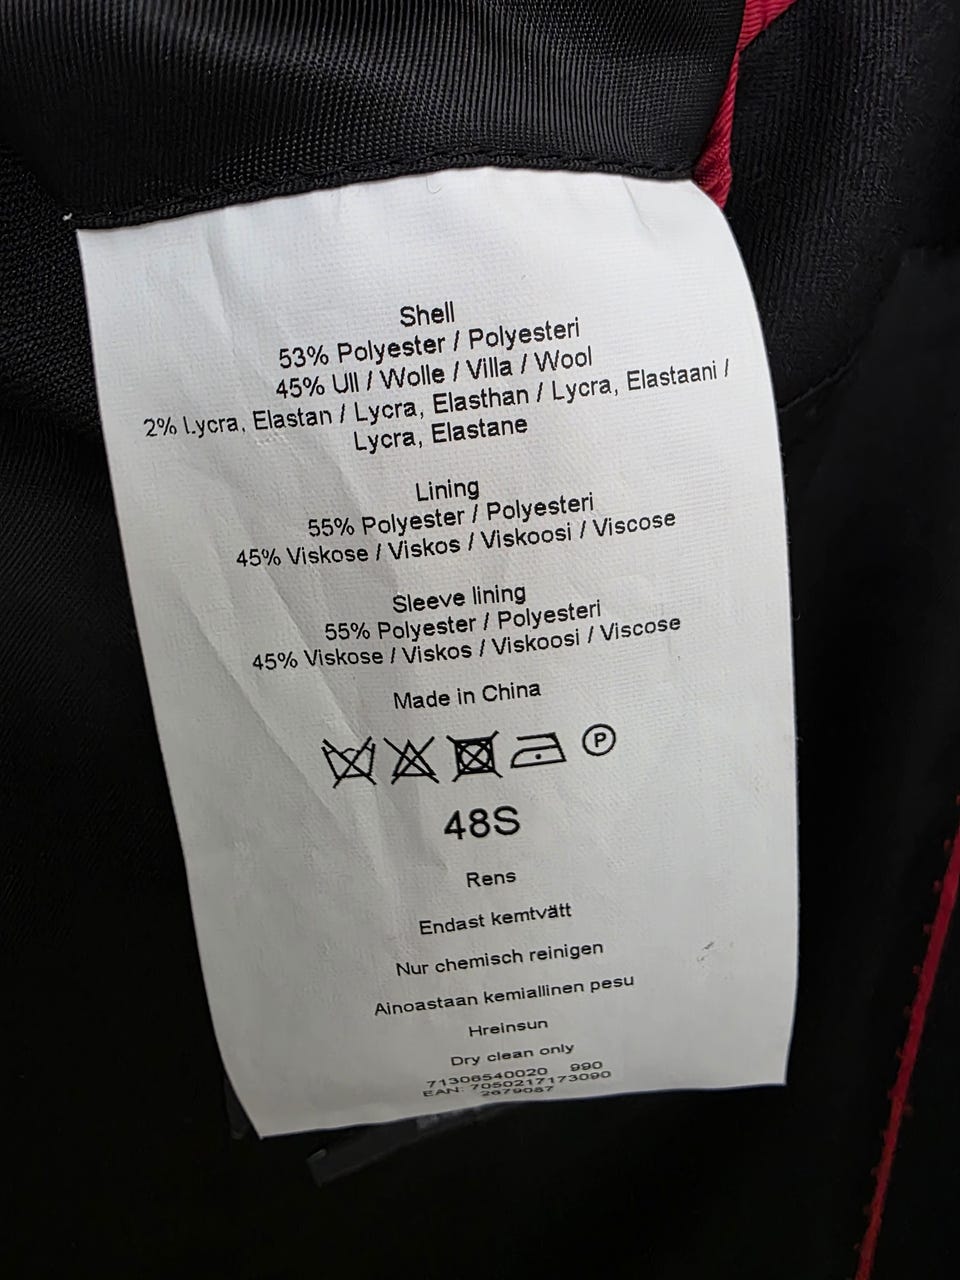 Shell
53% Polyester / Polyesteri
45% Ull / Wolle / Villa / Wool
2% Lycra, Elastan / Lycra, Elasthan / Lycra, Elastaani /
Lycra, Elastane
Lining
55% Polyester / Polyesteri
45% Viskose / Viskos / Viskoosi / Viscose
Sleeve lining
55% Polyester / Polyesteri
45% Viskose / Viskos / Viskoosi / Viscose
Made in China
P
48S
Rens
Endast kemtvätt
Nur chemisch reinigen
Ainoastaan kemiallinen pesu
Hreinsun
Dry clean only
71306540020 990
EAN: 7050217173090
2679087